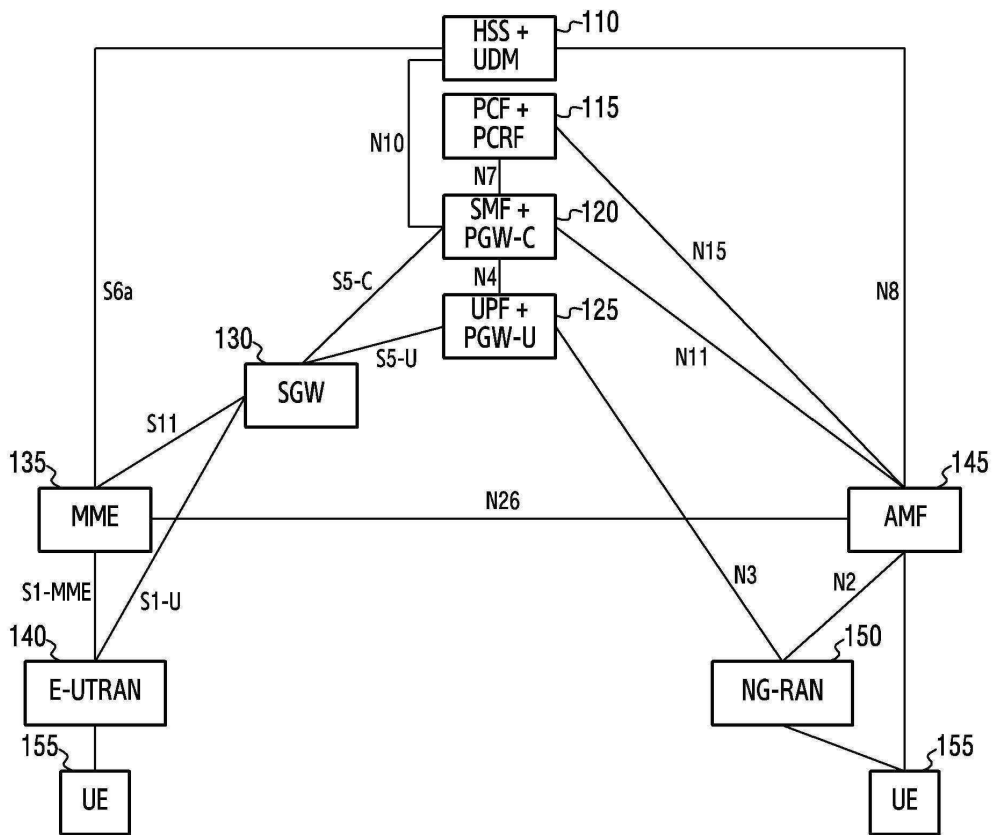 HSS +
UDM
110
PCF +
PCRF
115
N10
N7
SMF +
PGW-C
120
N15
S6a
S5-C
N4
N8
UPF +
PGW-U
125
130
S5-U
N11
SGW
S11
135
145
MME
N26
AMF
S1-MME
S1-U
N3
N2
140
150
E-UTRAN
NG-RAN
155
155
UE
UE